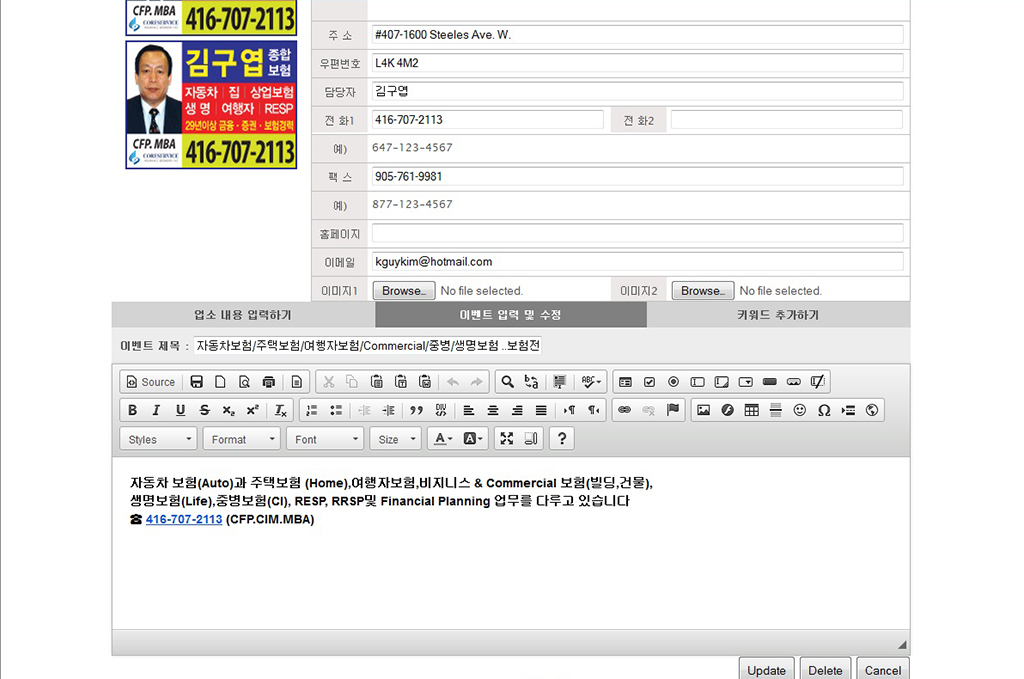 CFP. MBA
CORESERVICE
416-707-2113
김구엽 종합보험
자동차 | 집 | 상업보험
생 명 | 여행자 | RESP
29년이상 금융·증권·보험경력
CFP. MBA
CORESERVICE
416-707-2113
주 소 #407-1600 Steeles Ave. W.
우편번호 L4K 4M2
담당자 김구엽
전 화1 416-707-2113 전 화2
예) 647-123-4567
팩 스 905-761-9981
예) 877-123-4567
홈페이지
이메일 kguykim@hotmail.com
이미지1 Browse... No file selected. 이미지2 Browse... No file selected.
업소 내용 입력하기 이벤트 입력 및 수정 키워드 추가하기
이벤트 제목 : 자동차보험/주택보험/여행자보험/Commercial/중병/생명보험 ..보험전
Source
Styles Format Font Size
자동차 보험(Auto)과 주택보험 (Home),여행자보험,비지니스 & Commercial 보험(빌딩,건물),
생명보험(Life),중병보험(CI), RESP, RRSP및 Financial Planning 업무를 다루고 있습니다
☎ 416-707-2113 (CFP.CIM.MBA)
Update Delete Cancel